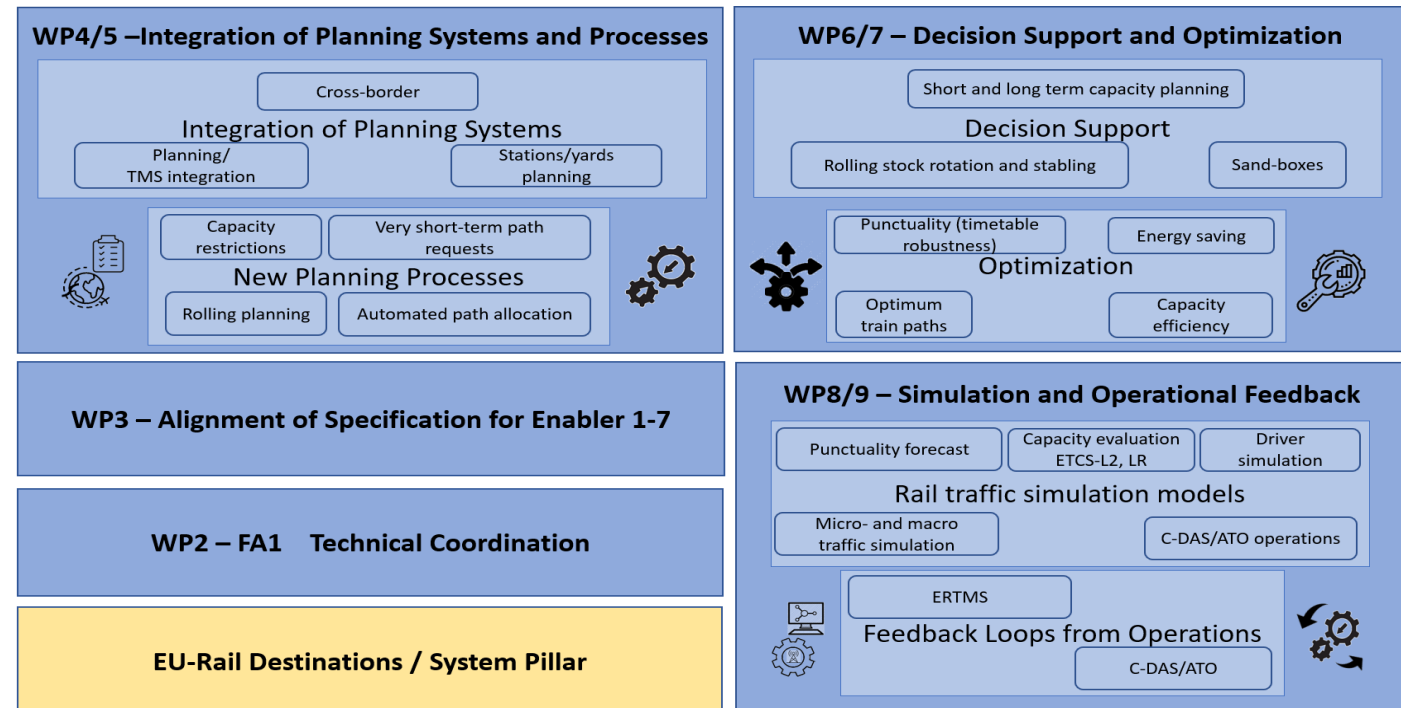 WP4/5 –Integration of Planning Systems and Processes
Cross-border
Integration of Planning Systems
Planning/
TMS integration
Stations/yards
planning
Capacity
restrictions
Very short-term path
requests
New Planning Processes
Rolling planning
Automated path allocation
WP6/7 – Decision Support and Optimization
Short and long term capacity planning
Decision Support
Rolling stock rotation and stabling
Sand-boxes
Punctuality (timetable
robustness)
Energy saving
Optimization
Optimum
train paths
Capacity
efficiency
WP3 – Alignment of Specification for Enabler 1-7
WP2 – FA1 Technical Coordination
EU-Rail Destinations / System Pillar
WP8/9 – Simulation and Operational Feedback
Punctuality forecast
Capacity evaluation
ETCS-L2, LR
Driver
simulation
Rail traffic simulation models
Micro- and macro
traffic simulation
C-DAS/ATO operations
ERTMS
Feedback Loops from Operations
C-DAS/ATO